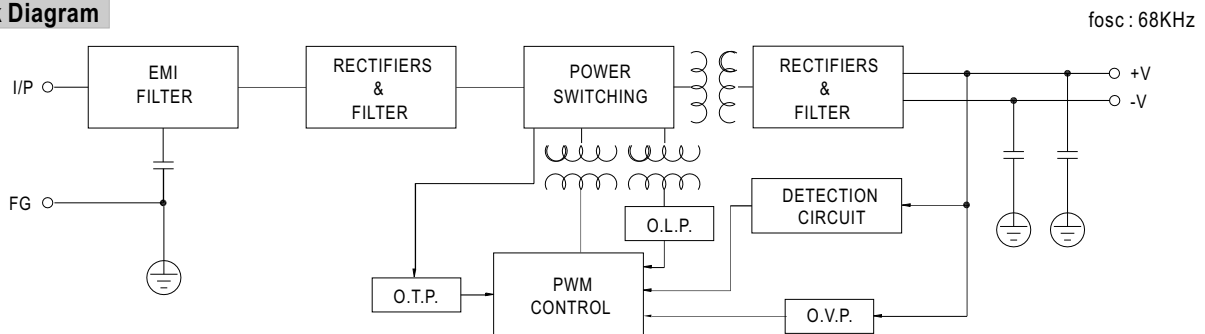 Diagram
fosc : 68KHz
I/P
EMI
FILTER
RECTIFIERS
&
FILTER
POWER
SWITCHING
RECTIFIERS
&
FILTER
+V
-V
FG
O.L.P.
DETECTION
CIRCUIT
O.T.P.
PWM
CONTROL
O.V.P.